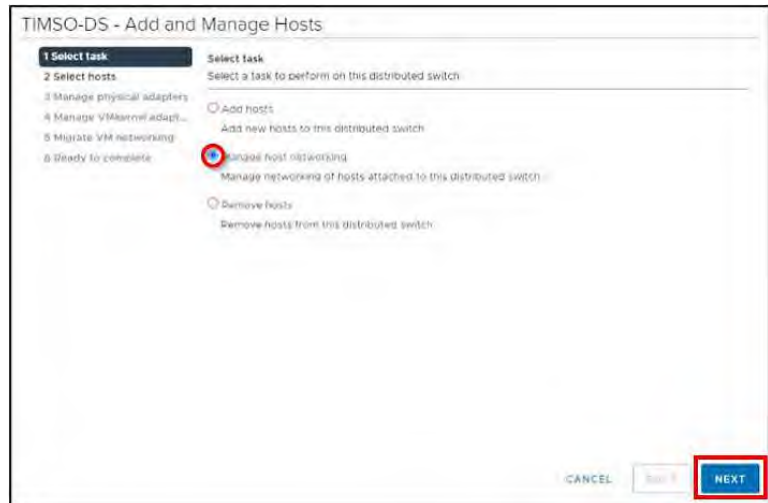 TIMSO-DS - Add and Manage Hosts
1 Select task
2 Select hosts
3 Manage physical adapters
4 Manage VMkernel adapt...
5 Migrate VM networking
6 Ready to complete
Select task
Select a task to perform on this distributed switch.
Add hosts
Add new hosts to this distributed switch.
Manage host networking
Manage networking of hosts attached to this distributed switch.
Remove hosts
Remove hosts from this distributed switch.
CANCEL
BACK
NEXT